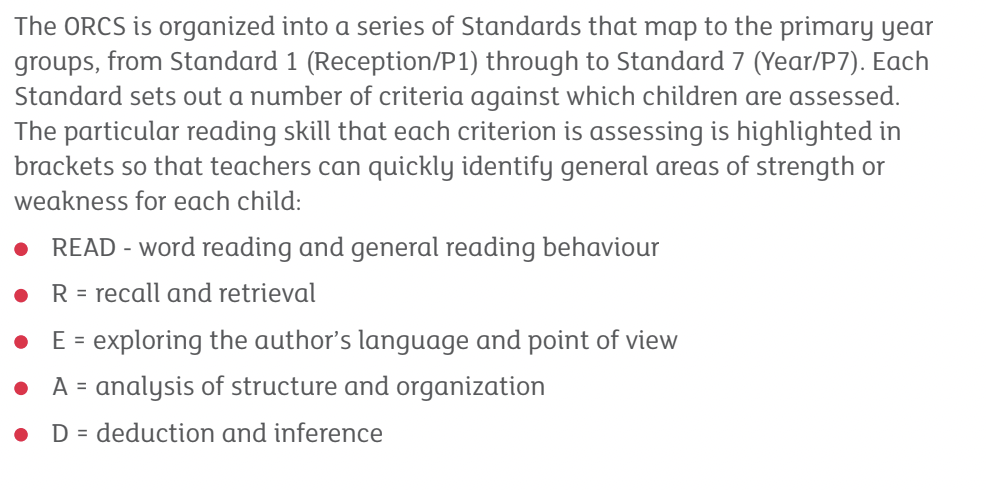 The ORCS is organized into a series of Standards that map to the primary year
groups, from Standard 1 (Reception/P1) through to Standard 7 (Year/P7). Each
Standard sets out a number of criteria against which children are assessed.
The particular reading skill that each criterion is assessing is highlighted in
brackets so that teachers can quickly identify general areas of strength or
weakness for each child:
● READ - word reading and general reading behaviour
● R = recall and retrieval
● E = exploring the author’s language and point of view
● A = analysis of structure and organization
● D = deduction and inference